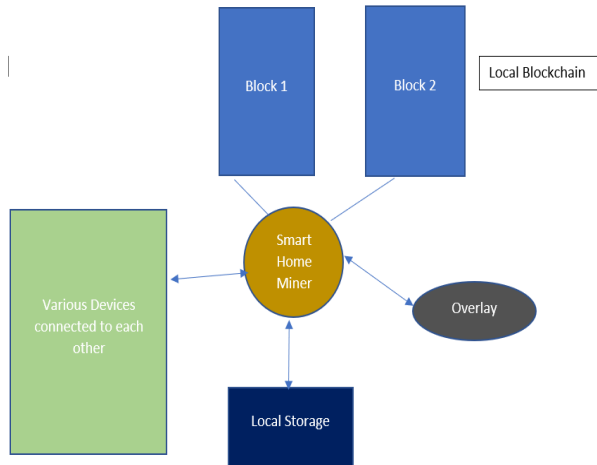 Block 1
Block 2
Local Blockchain
Smart
Home
Miner
Various Devices
connected to each
other
Overlay
Local Storage